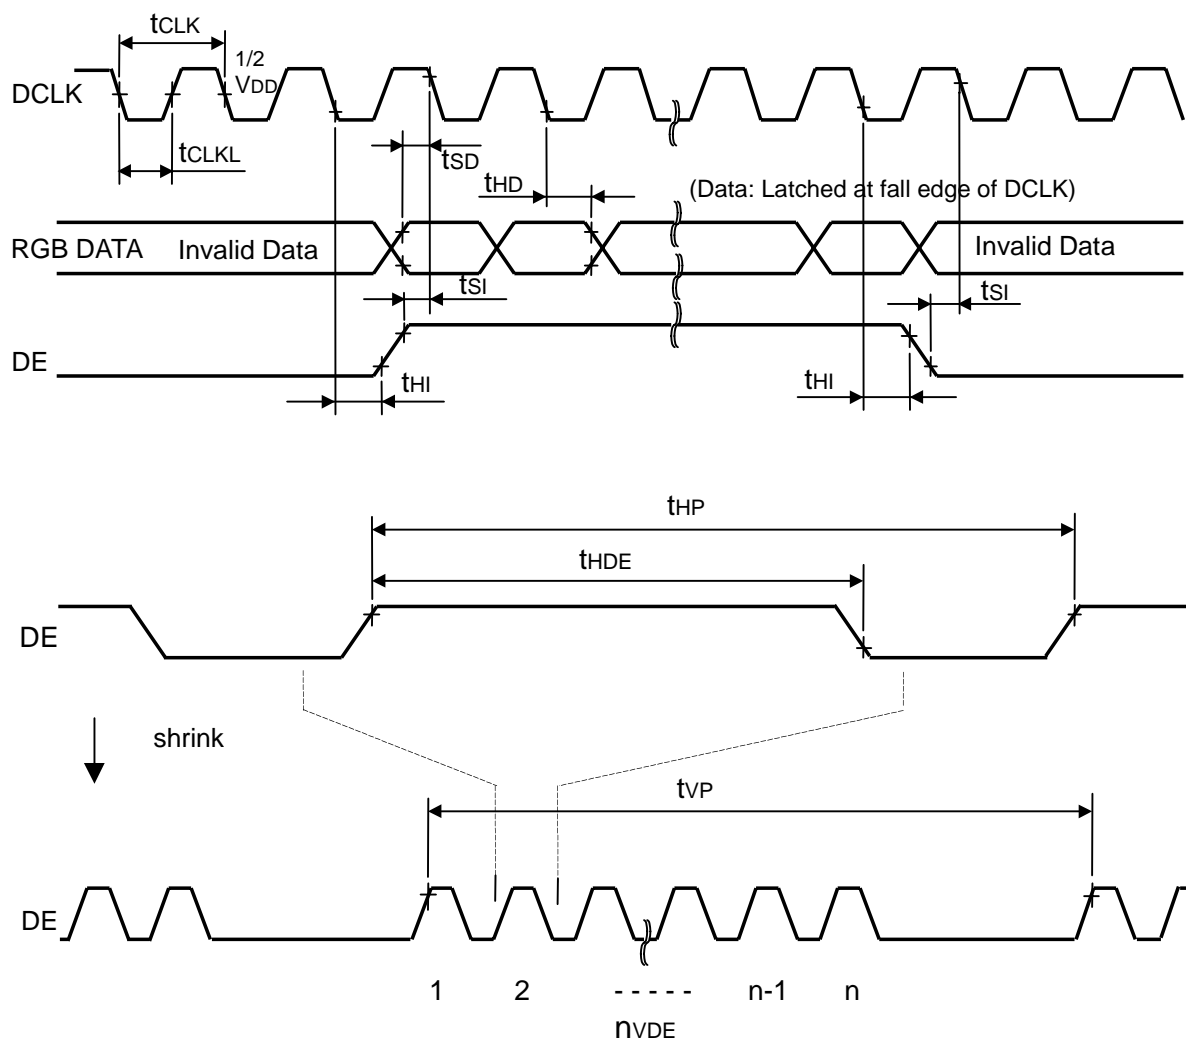 tCLK
1/2
VDD
DCLK
tCLKL
tSD
tHD
(Data: Latched at fall edge of DCLK)
RGB DATA
Invalid Data
Invalid Data
tSI
tSI
DE
tHI
tHI
tHP
tHDE
DE
shrink
tVP
DE
1
2
- - - - -
n-1
n
nVDE